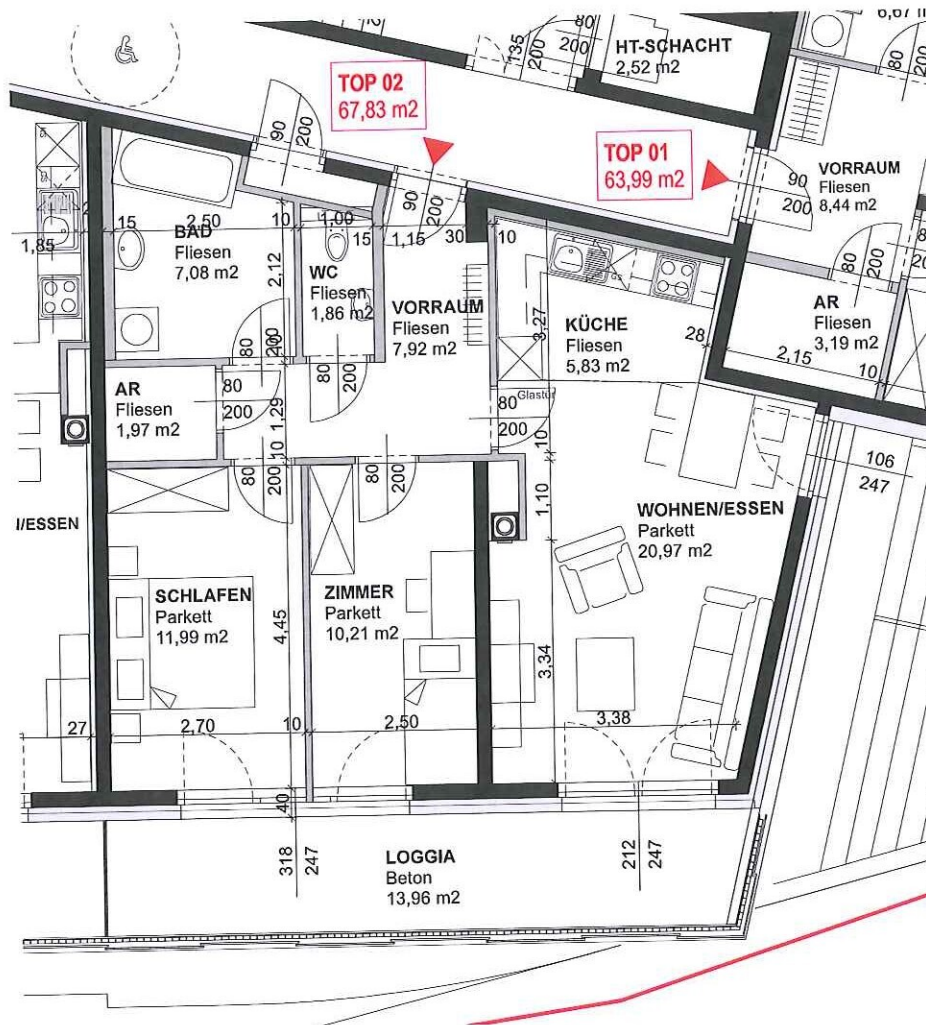 TOP 02
67,83 m2
HT-SCHACHT
2,52 m2
TOP 01
63,99 m2
VORRAUM
Fliesen
8,44 m2
6,67
135
200
80
200
80
200
90
200
90
200
90
200
80
200
1,85
15
2,50
10
1,00
15
1,15
30
10
BAD
Fliesen
7,08 m2
2,12
WC
Fliesen
1,86 m2
VORRAUM
Fliesen
7,92 m2
3,27
KÜCHE
Fliesen
5,83 m2
28
2,15
10
AR
Fliesen
3,19 m2
80
200
80
200
AR
Fliesen
1,97 m2
80
200
1,29
10
80
Glastür
200
10
80
200
80
200
106
247
I/ESSEN
1,10
WOHNEN/ESSEN
Parkett
20,97 m2
SCHLAFEN
Parkett
11,99 m2
4,45
ZIMMER
Parkett
10,21 m2
3,34
27
2,70
10
2,50
3,38
40
318
247
LOGGIA
Beton
13,96 m2
212
247